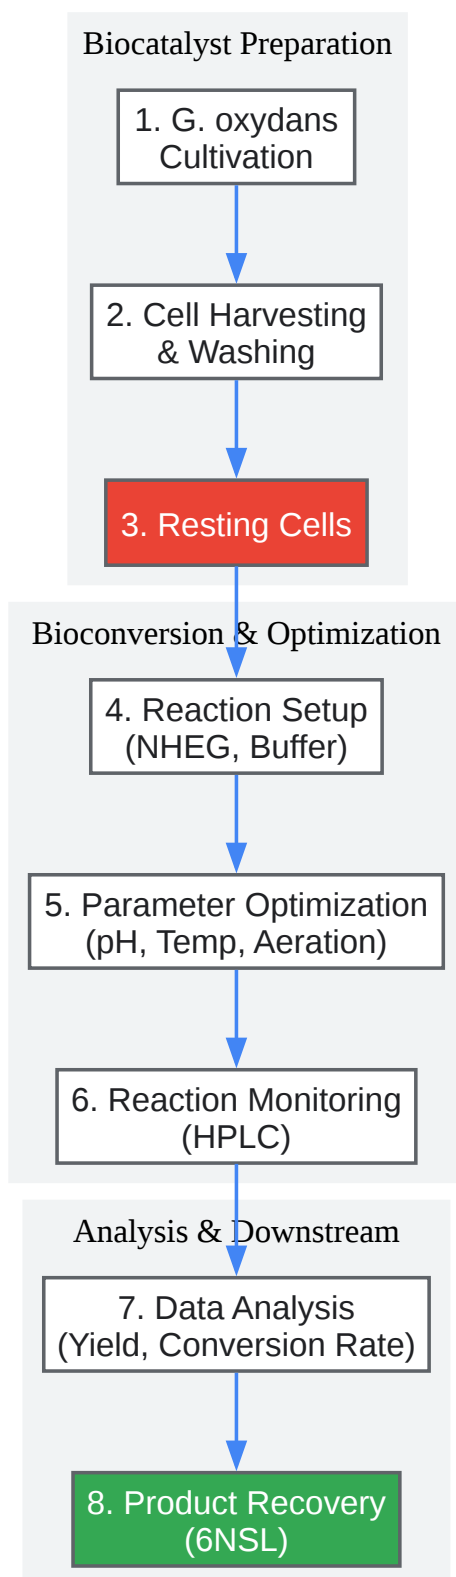 Biocatalyst Preparation
1. G. oxydans
Cultivation
2. Cell Harvesting
& Washing
3. Resting Cells
Bioconversion & Optimization
4. Reaction Setup
(NHEG, Buffer)
5. Parameter Optimization
(pH, Temp, Aeration)
6. Reaction Monitoring
(HPLC)
Analysis & Downstream
7. Data Analysis
(Yield, Conversion Rate)
8. Product Recovery
(6NSL)